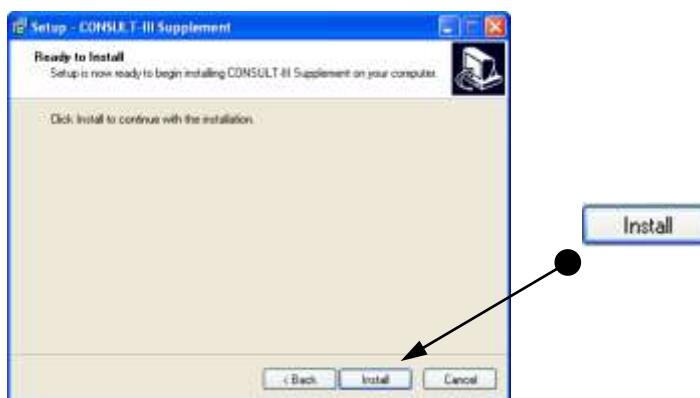 Setup - CONSULT-III Supplement
Ready to Install
Setup is now ready to begin installing CONSULT-III Supplement on your computer.
Click Install to continue with the installation.
Install
< Back
Install
Cancel